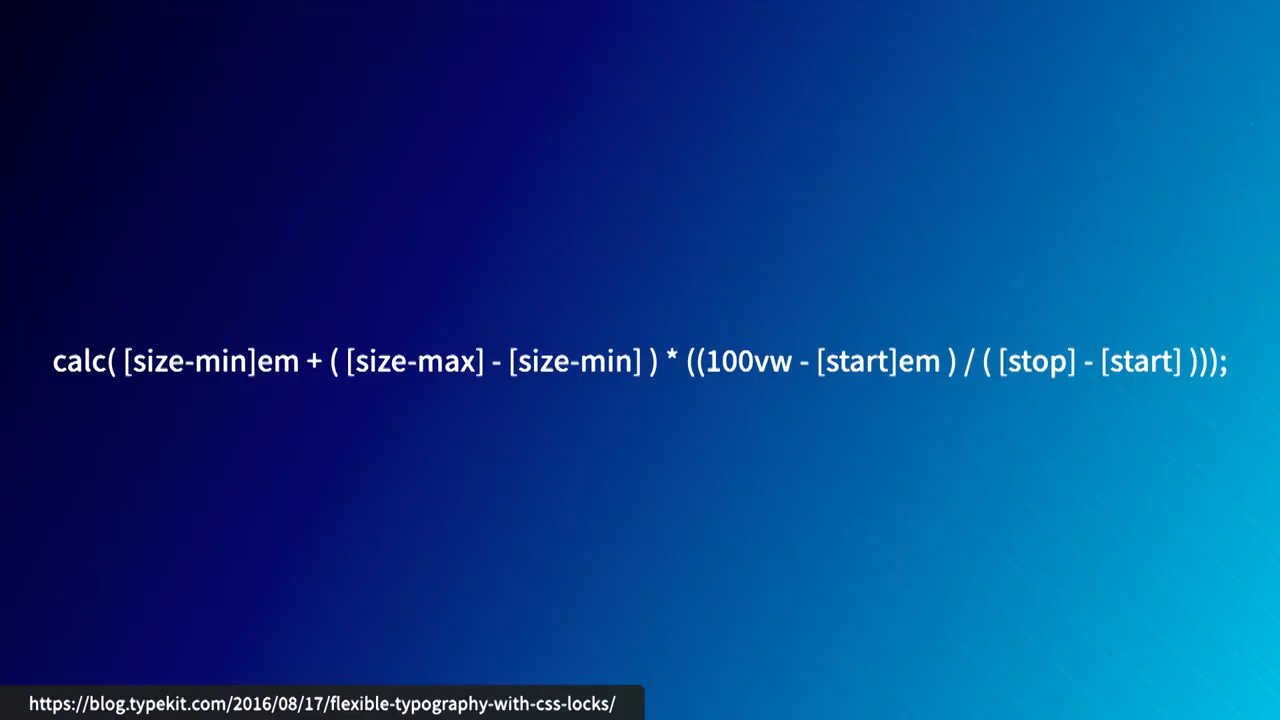 calc( [size-min]em + ( [size-max] - [size-min] ) * ((100vw - [start]em ) / ( [stop] - [start] )));
https://blog.typekit.com/2016/08/17/flexible-typography-with-css-locks/